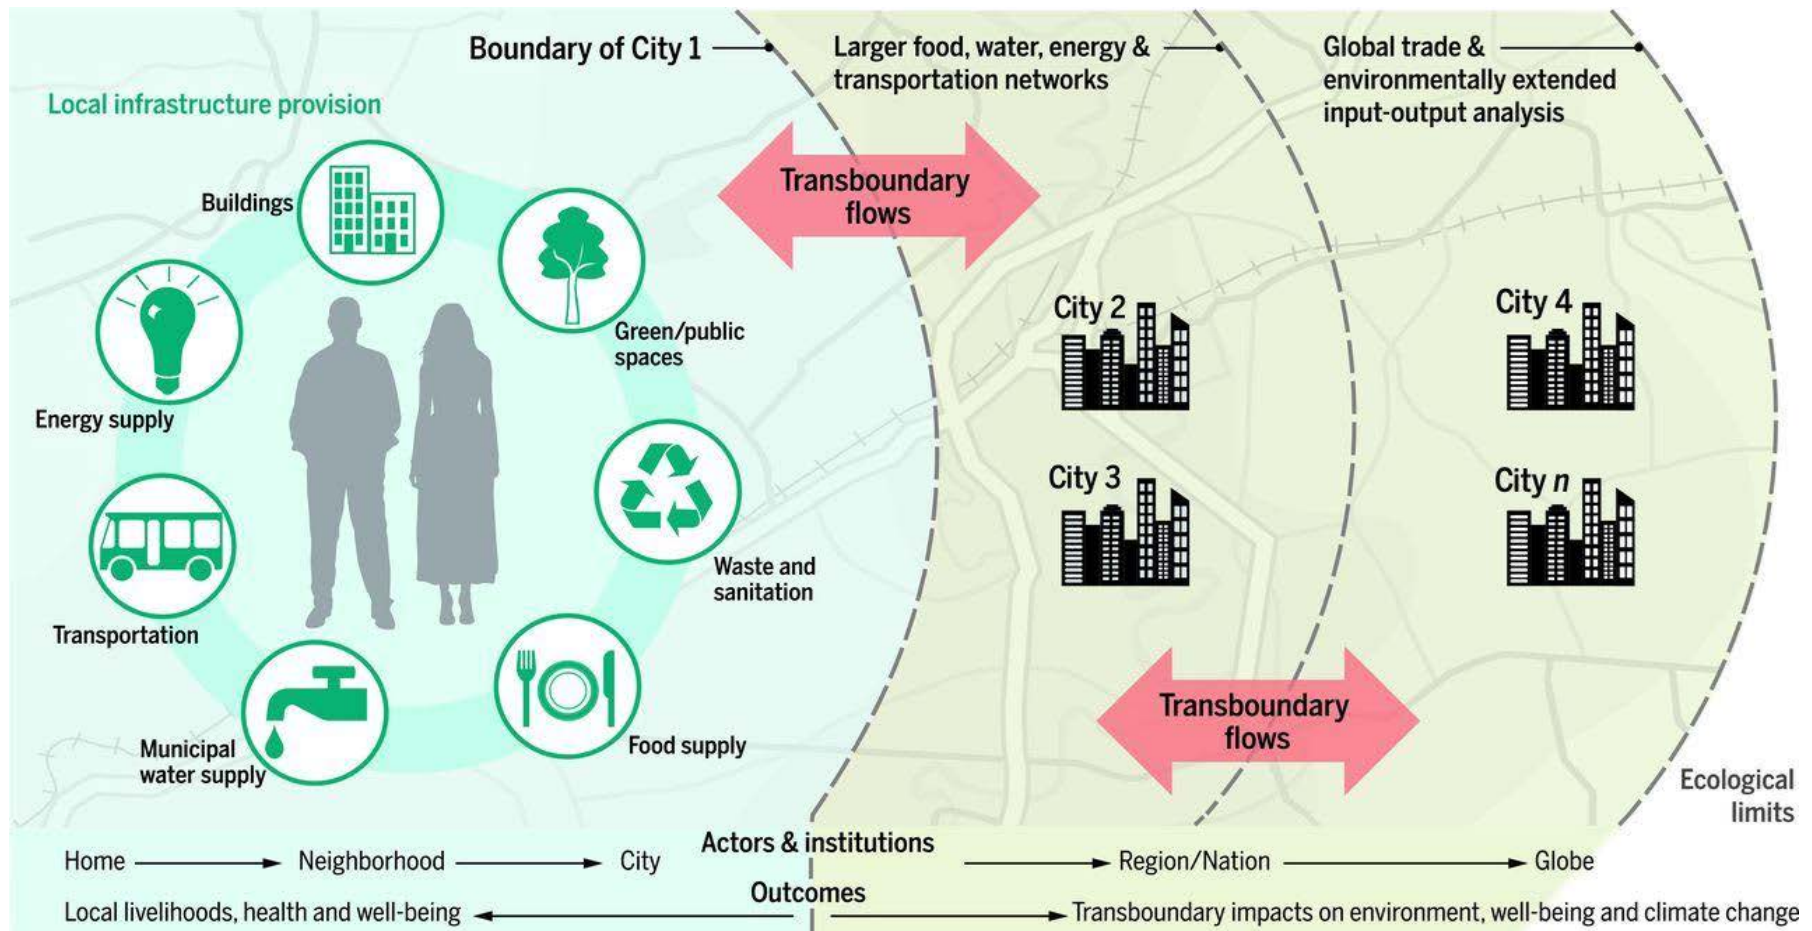 Boundary of City 1
Larger food, water, energy &
transportation networks
Global trade &
environmentally extended
input-output analysis
Local infrastructure provision
Transboundary
flows
Buildings
Green/public
spaces
Energy supply
City 2
City 4
City 3
City n
Waste and
sanitation
Transportation
Food supply
Municipal
water supply
Transboundary
flows
Ecological
limits
Actors & institutions
Home
Neighborhood
City
Region/Nation
Globe
Outcomes
Local livelihoods, health and well-being
Transboundary impacts on environment, well-being and climate change